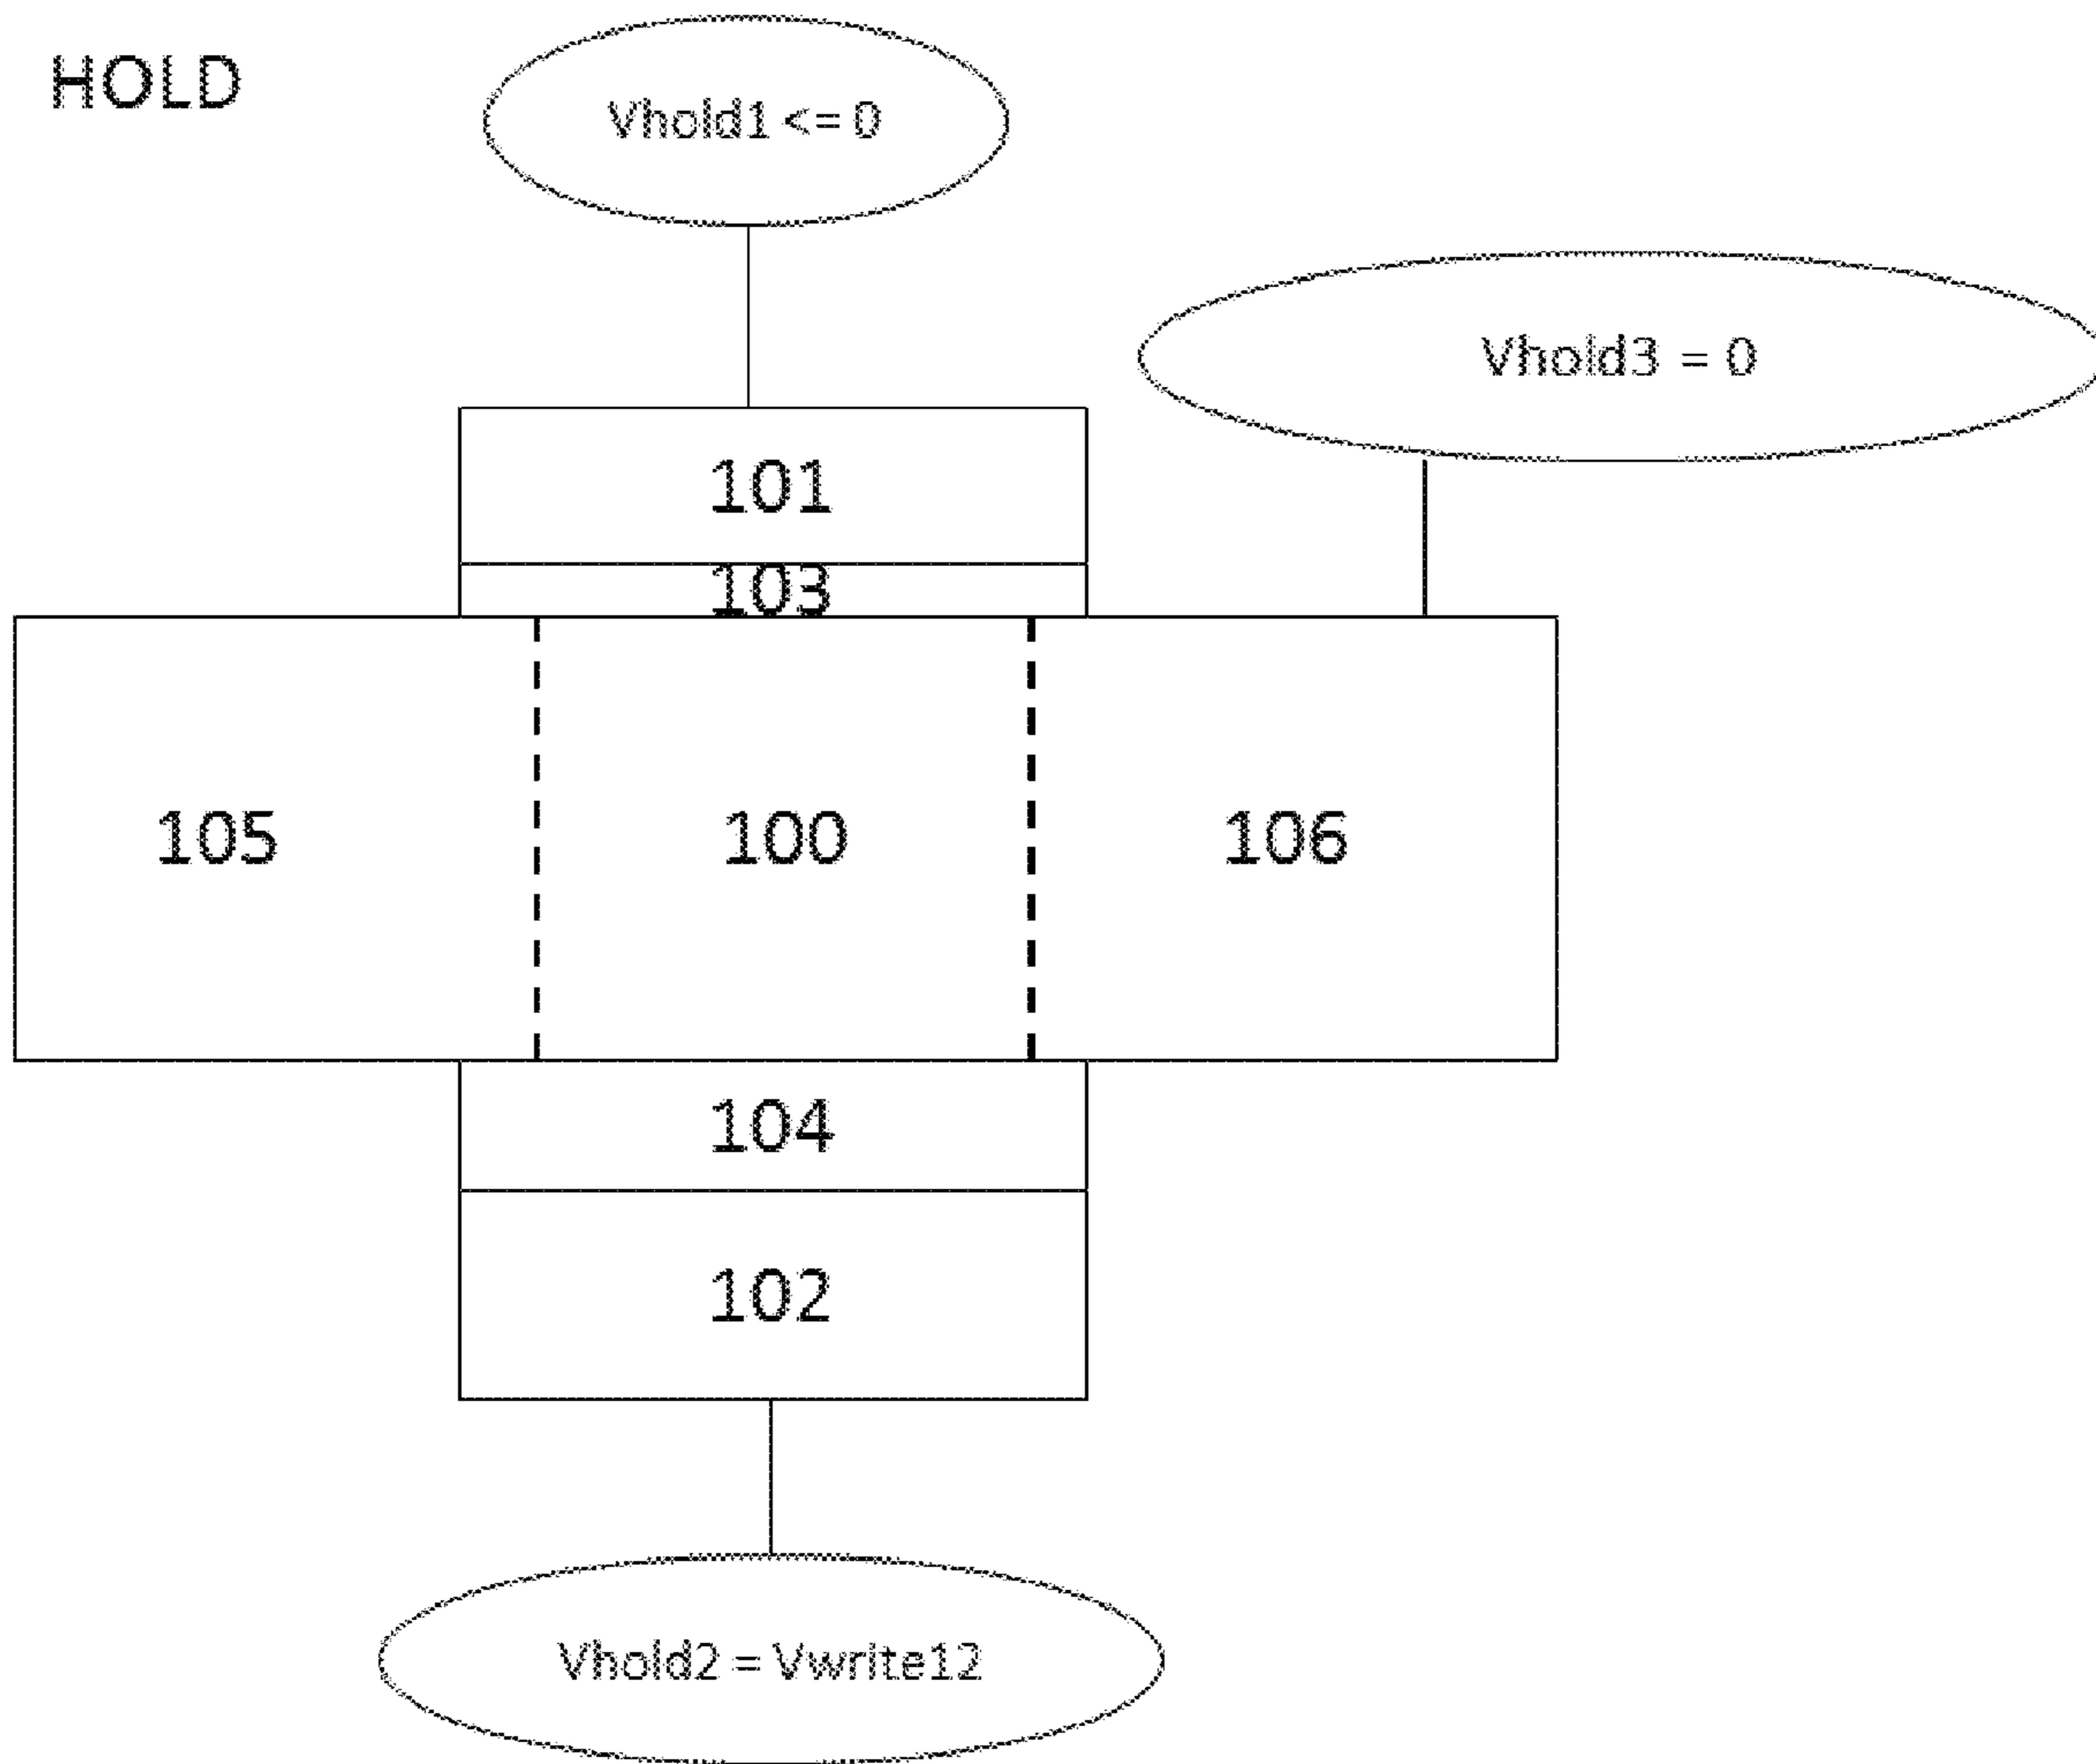 HOLD
Vhold1 <= 0
Vhold3 = 0
101
103
105
100
106
104
102
Vhold2 = Vwrite12